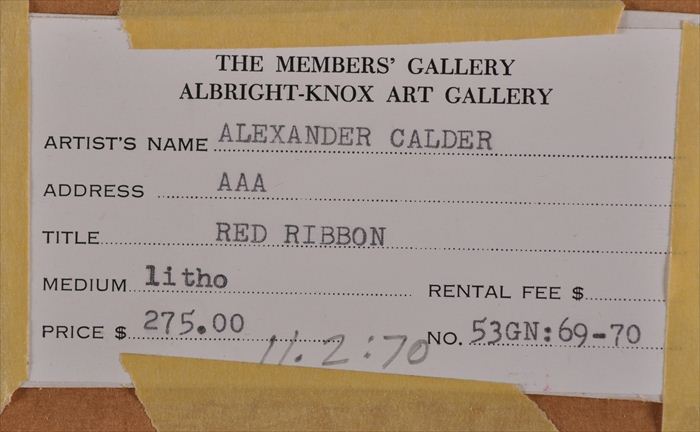 THE MEMBERS' GALLERY
ALBRIGHT-KNOX ART GALLERY
ARTIST'S NAME ALEXANDER CALDER
ADDRESS AAA
TITLE RED RIBBON
MEDIUM litho RENTAL FEE $
PRICE $ 275.00 NO. 53GN:69-70
11.2:70